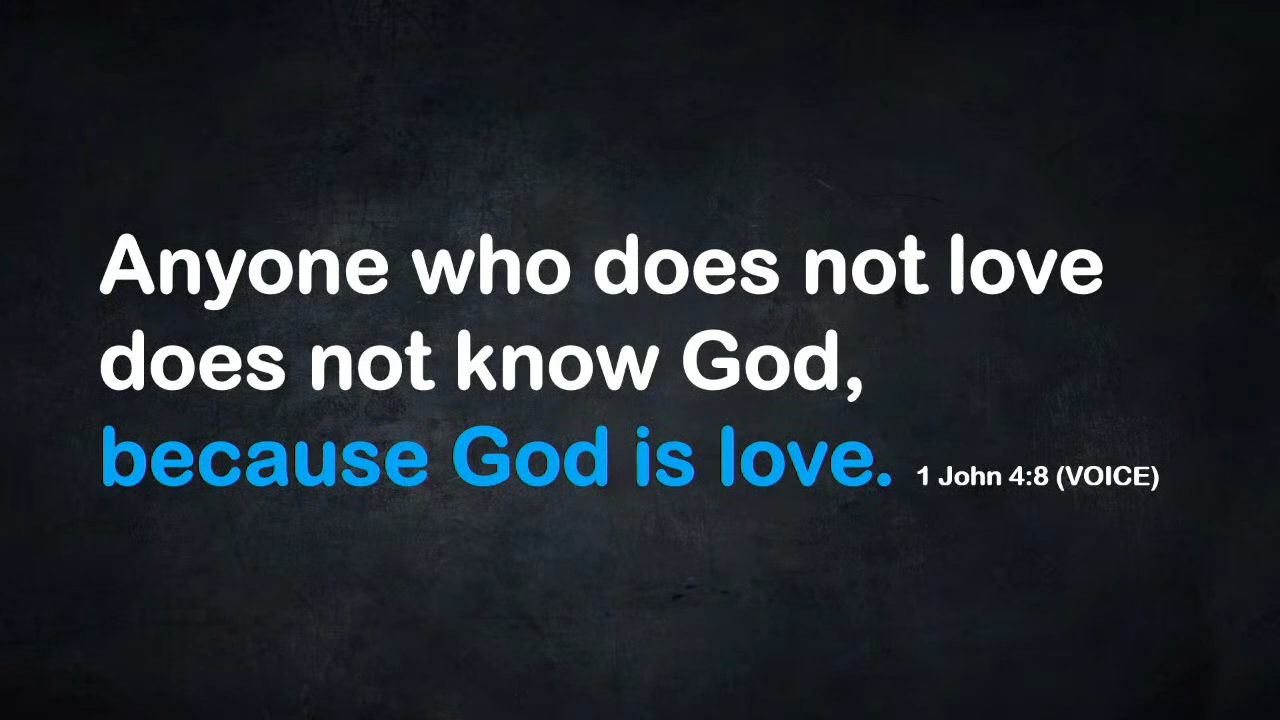 Anyone who does not love
does not know God,
because God is love. 1 John 4:8 (VOICE)